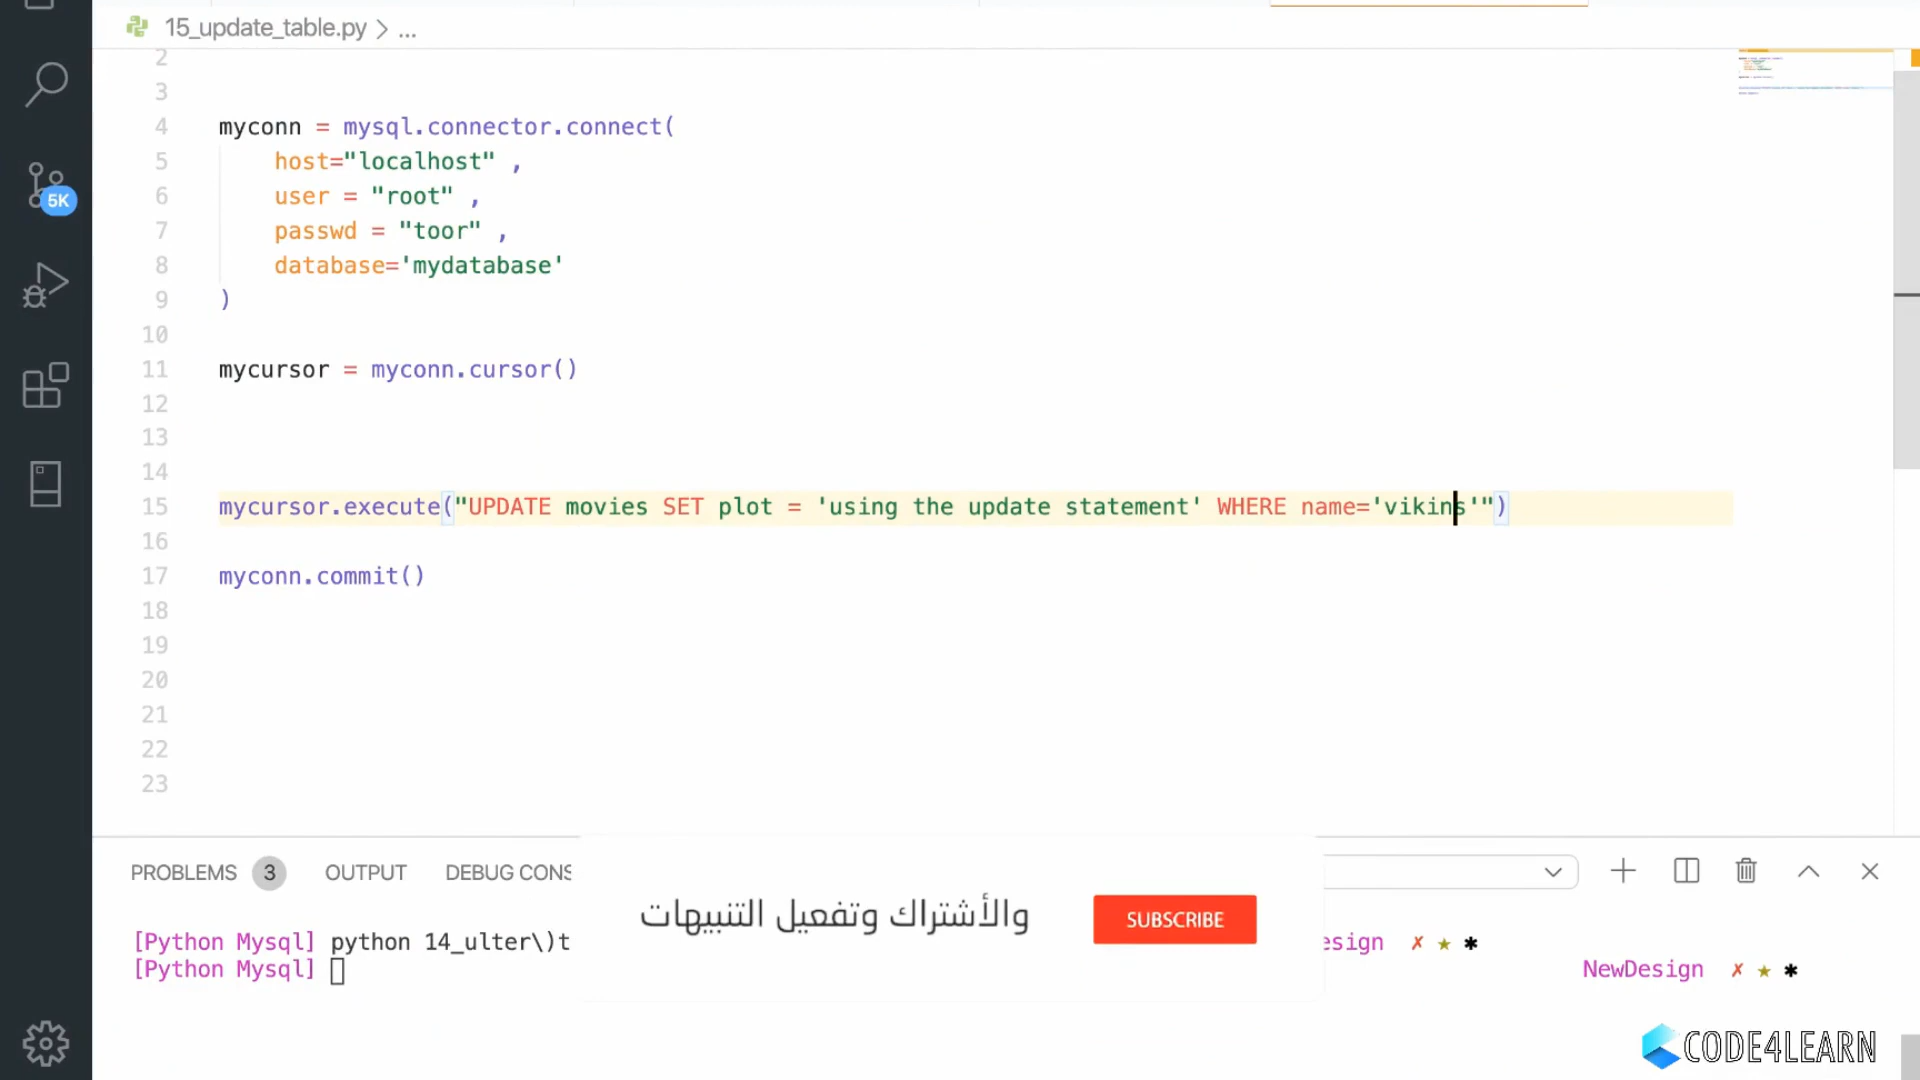 15_update_table.py > ...
2
3
4 myconn = mysql.connector.connect(
5 host="localhost" ,
6 user = "root" ,
7 passwd = "toor" ,
8 database='mydatabase'
9 )
10
11 mycursor = myconn.cursor()
12
13
14
15 mycursor.execute("UPDATE movies SET plot = 'using the update statement' WHERE name='vikins'")
16
17 myconn.commit()
18
19
20
21
22
23
5K
PROBLEMS 3 OUTPUT DEBUG CONS
والأشتراك وتفعيل التنبيهات SUBSCRIBE
[Python Mysql] python 14_ulter\)t esign ✗ ★ ✱
[Python Mysql] NewDesign ✗ ★ ✱
CODE4LEARN